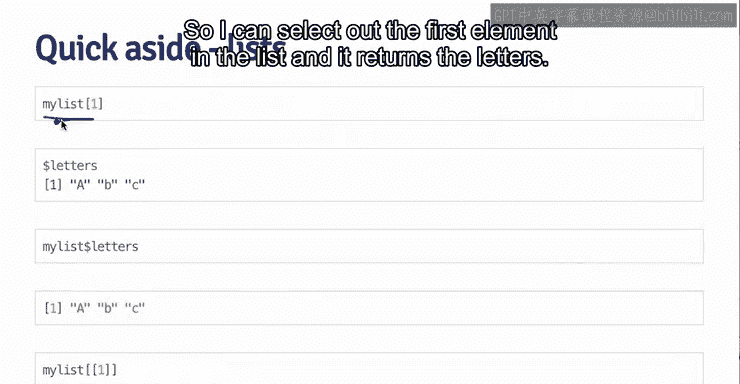 So I can select out the first element
in the list and it returns the letters.
Quick aside - lists
mylist[1]
$letters
[1] "A" "b" "c"
mylist$letters
[1] "A" "b" "c"
mylist[[1]]